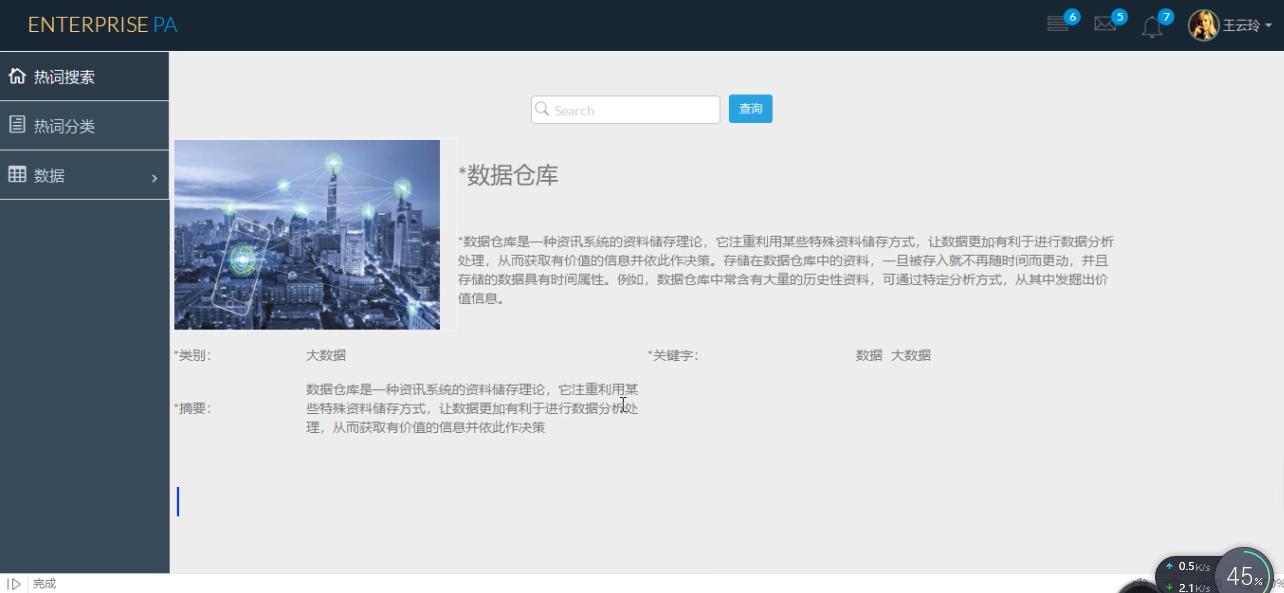 ENTERPRISE PA
6
5
7
王云玲
热词搜索
热词分类
数据
Search
查询
*数据仓库
*数据仓库是一种资讯系统的资料储存理论，它注重利用某些特殊资料储存方式，让数据更加有利于进行数据分析
处理，从而获取有价值的信息并依此作决策。存储在数据仓库中的资料，一旦被存入就不再随时间而更动，并且
存储的数据具有时间属性。例如，数据仓库中常含有大量的历史性资料，可通过特定分析方式，从其中发掘出价
值信息。
*类别：
大数据
*关键字：
数据 大数据
*摘要：
数据仓库是一种资讯系统的资料储存理论，它注重利用某
些特殊资料储存方式，让数据更加有利于进行数据分析处
理，从而获取有价值的信息并依此作决策
完成
0.5K/s
2.1K/s
45%